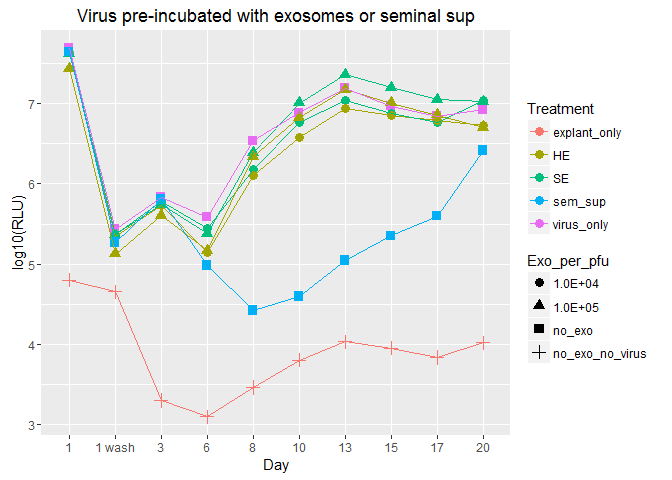 Virus pre-incubated with exosomes or seminal sup
log10(RLU)
7
6
5
4
3
1 1 wash 3 6 8 10 13 15 17 20
Day
Treatment
explant_only
HE
SE
sem_sup
virus_only
Exo_per_pfu
1.0E+04
1.0E+05
no_exo
no_exo_no_virus